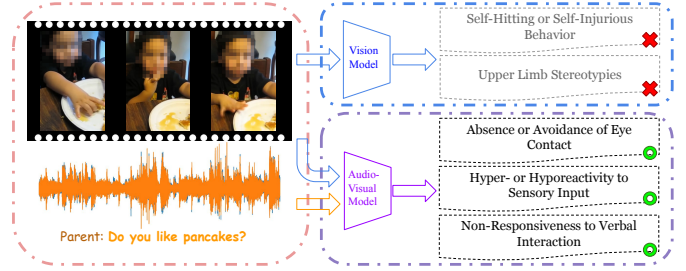 Self-Hitting or Self-Injurious
Behavior
Vision
Model
Upper Limb Stereotypies
Absence or Avoidance of Eye
Contact
Audio-
Visual
Model
Hyper- or Hyporeactivity to
Sensory Input
Non-Responsiveness to Verbal
Interaction
Parent: Do you like pancakes?